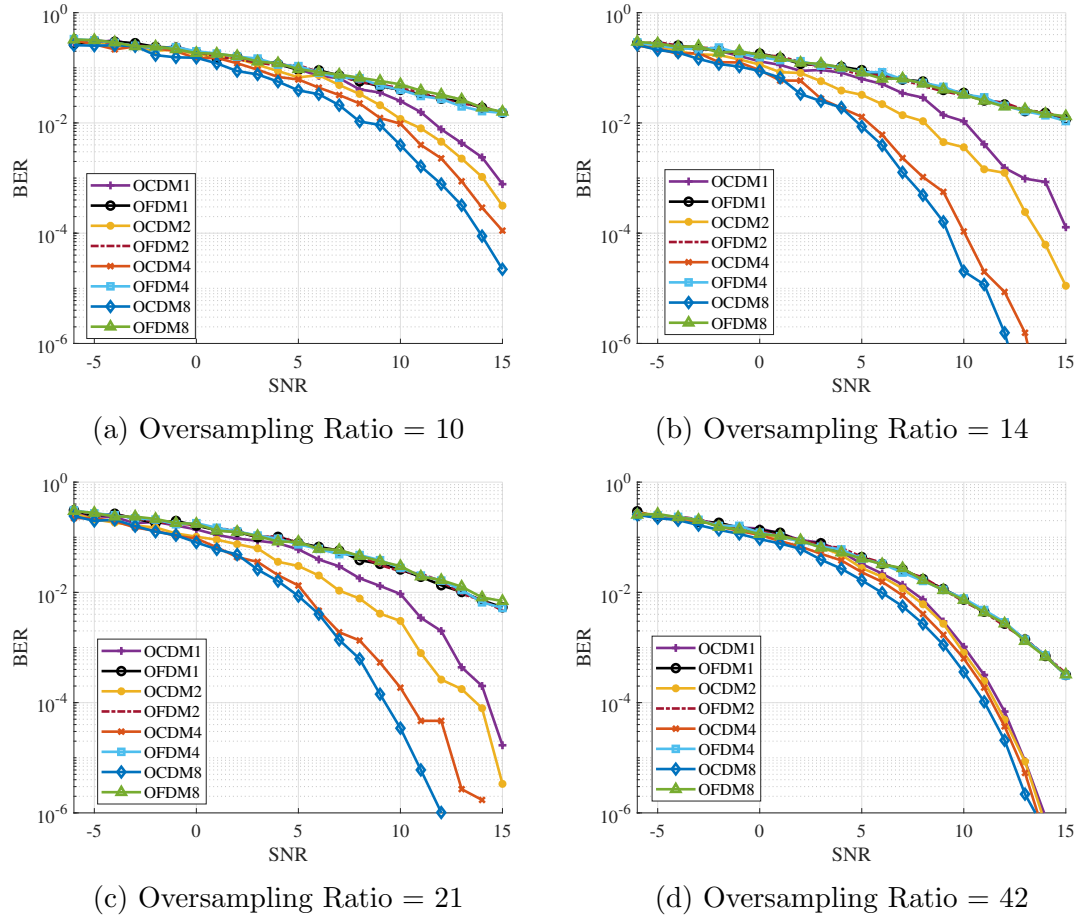 10^0
10^-2
10^-4
10^-6
BER
-5 0 5 10 15
SNR
OCDM1
OFDM1
OCDM2
OFDM2
OCDM4
OFDM4
OCDM8
OFDM8
(a) Oversampling Ratio = 10
10^0
10^-2
10^-4
10^-6
BER
-5 0 5 10 15
SNR
OCDM1
OFDM1
OCDM2
OFDM2
OCDM4
OFDM4
OCDM8
OFDM8
(b) Oversampling Ratio = 14
10^0
10^-2
10^-4
10^-6
BER
-5 0 5 10 15
SNR
OCDM1
OFDM1
OCDM2
OFDM2
OCDM4
OFDM4
OCDM8
OFDM8
(c) Oversampling Ratio = 21
10^0
10^-2
10^-4
10^-6
BER
-5 0 5 10 15
SNR
OCDM1
OFDM1
OCDM2
OFDM2
OCDM4
OFDM4
OCDM8
OFDM8
(d) Oversampling Ratio = 42